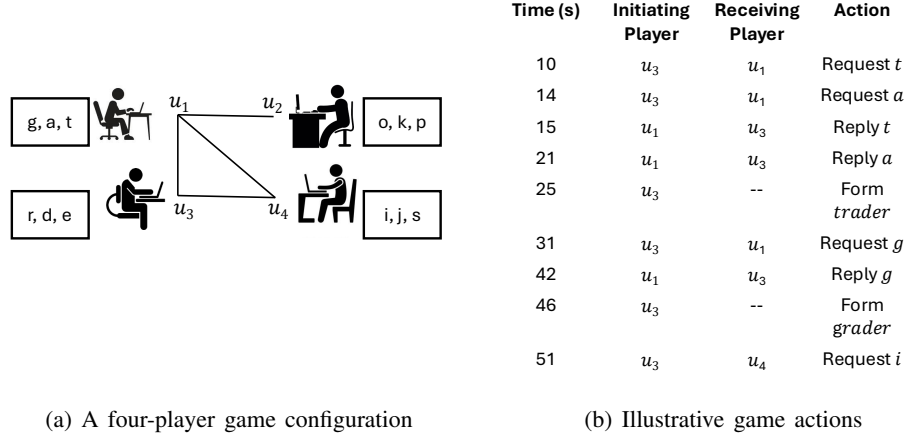 g, a, t
u₁
u₂
o, k, p
r, d, e
u₃
u₄
i, j, s
(a) A four-player game configuration
Time (s) Initiating Player Receiving Player Action
10 u₃ u₁ Request t
14 u₃ u₁ Request a
15 u₁ u₃ Reply t
21 u₁ u₃ Reply a
25 u₃ -- Form trader
31 u₃ u₁ Request g
42 u₁ u₃ Reply g
46 u₃ -- Form grader
51 u₃ u₄ Request i
(b) Illustrative game actions